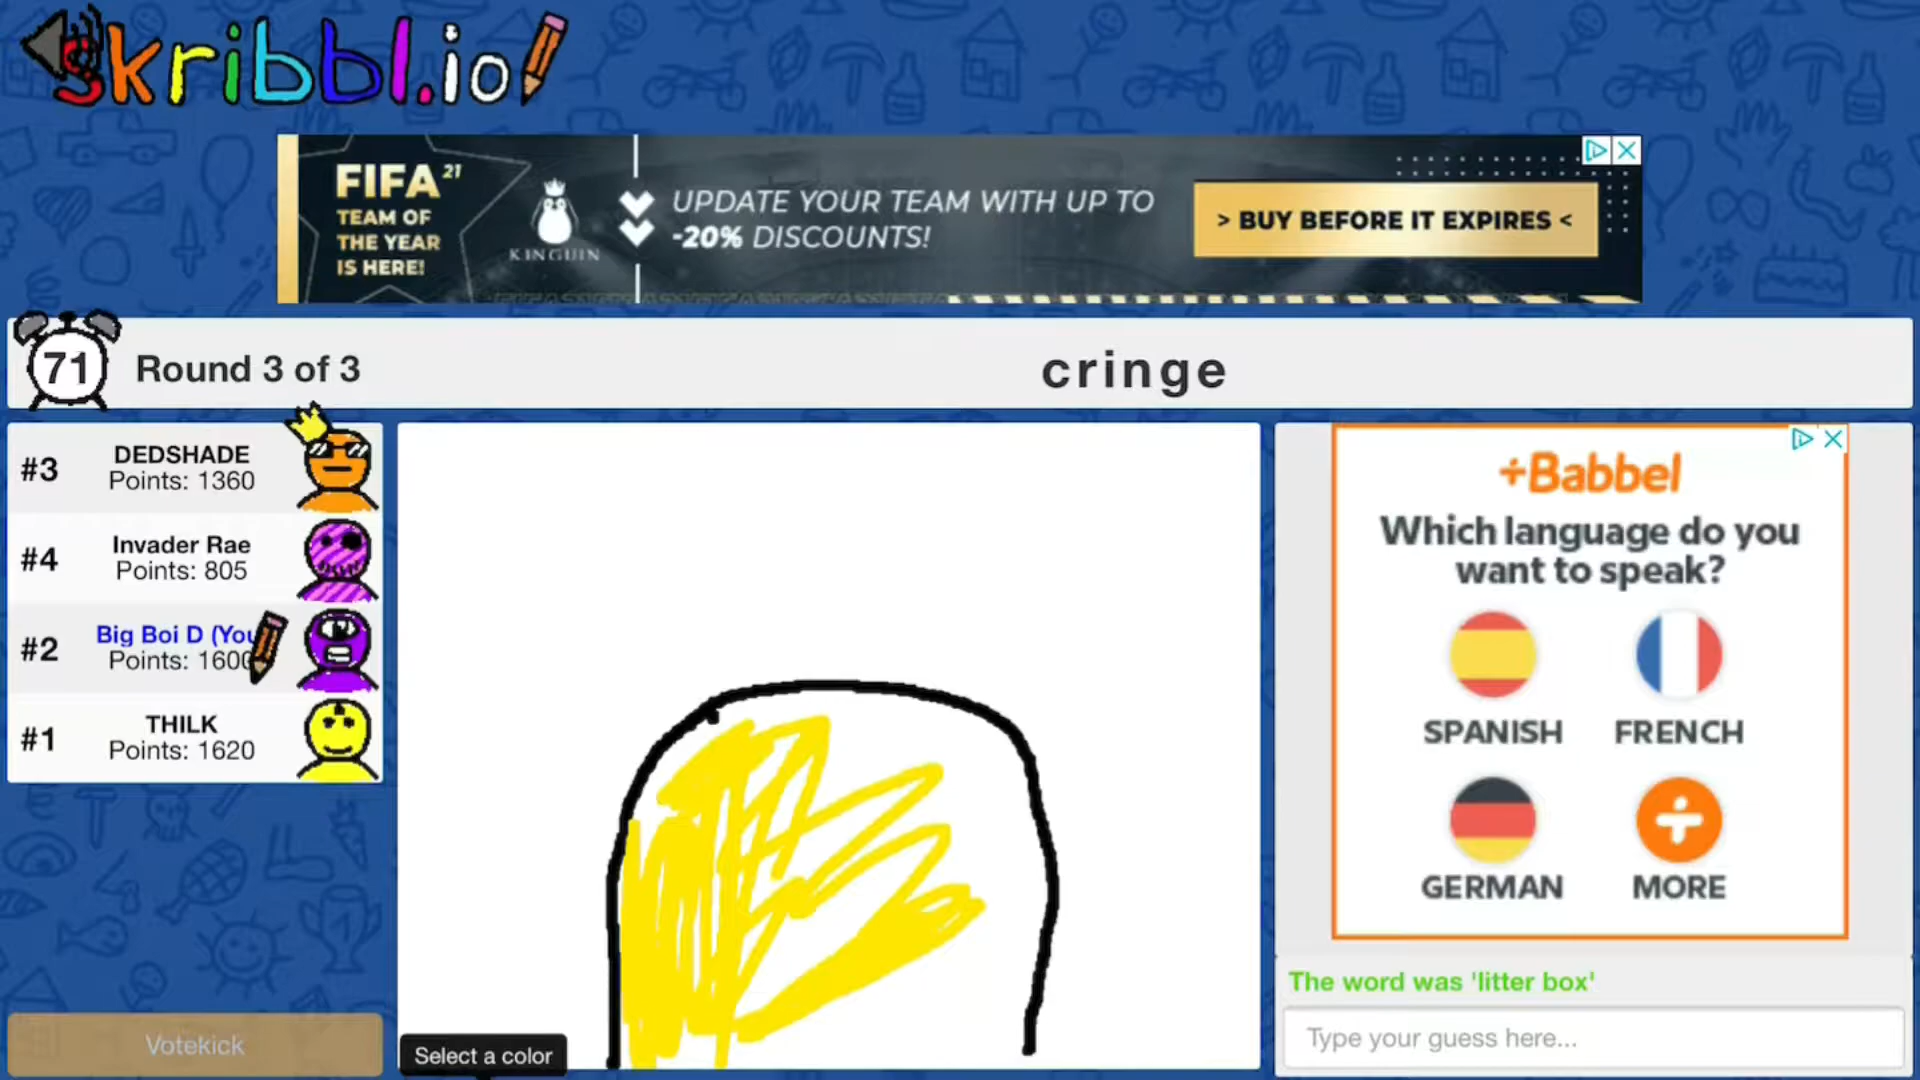 skribbl.io
FIFA 21
TEAM OF
THE YEAR
IS HERE!
KINGUIN
UPDATE YOUR TEAM WITH UP TO
-20% DISCOUNTS!
> BUY BEFORE IT EXPIRES <
71
Round 3 of 3
cringe
#3
DEDSHADE
Points: 1360
#4
Invader Rae
Points: 805
#2
Big Boi D (You
Points: 1600
#1
THILK
Points: 1620
Votekick
Select a color
+Babbel
Which language do you
want to speak?
SPANISH
FRENCH
GERMAN
MORE
The word was 'litter box'
Type your guess here...